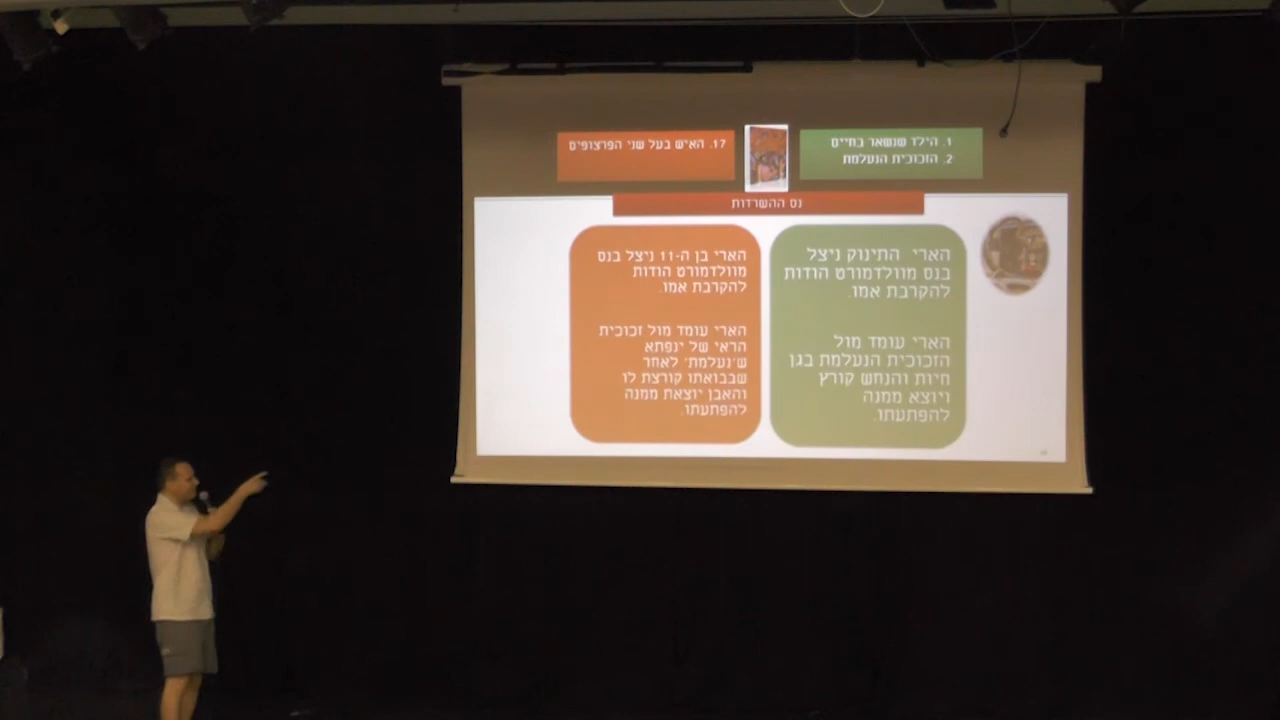 1. הילד שנשאר בחיים
2. הזכוכית הנעלמת
17. האיש בעל שני הפרצופים
נס ההשרדות
הארי התינוק ניצל
בנס מוולדמורט הודות
להקרבת אמו.
הארי עומד מול
הזכוכית הנעלמת בגן
חיות והנחש קורץ
ויוצא ממנה
להפתעתו.
הארי בן ה-11 ניצל בנס
מוולדמורט הודות
להקרבת אמו.
הארי עומד מול זכוכית
הראי של ינפתא
ש'נעלמת' לאחר
שבבואתו קורצת לו
והאבן יוצאת ממנה
להפתעתו.